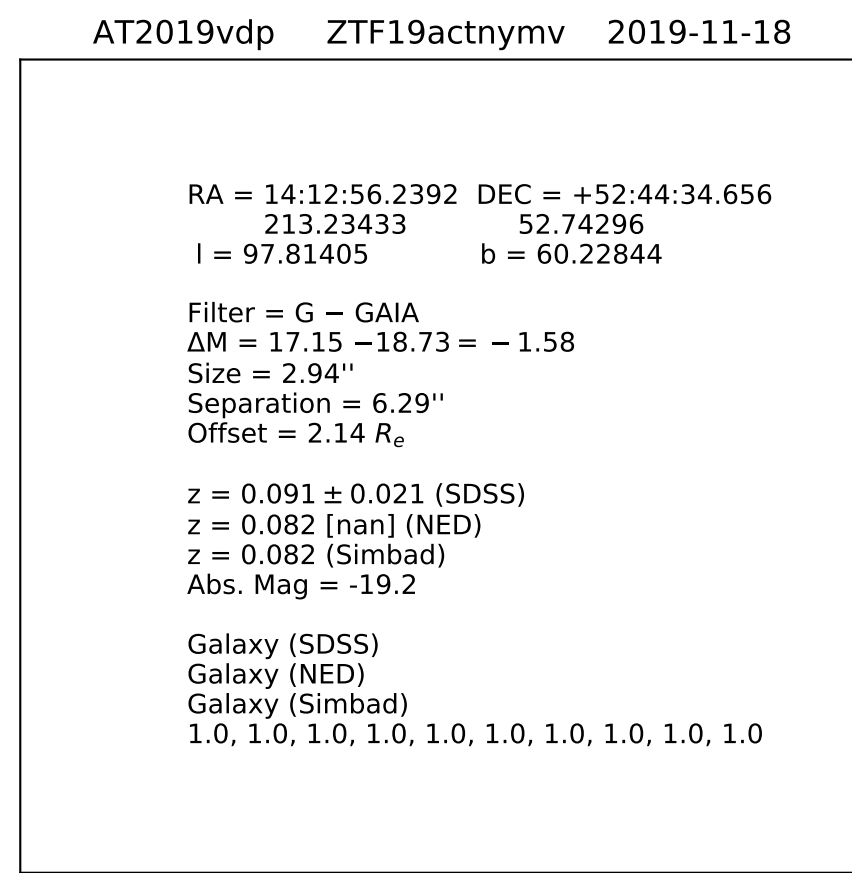 AT2019vdp ZTF19actnymv 2019-11-18
RA = 14:12:56.2392 DEC = +52:44:34.656
213.23433 52.74296
l = 97.81405 b = 60.22844
Filter = G − GAIA
ΔM = 17.15 −18.73 = − 1.58
Size = 2.94''
Separation = 6.29''
Offset = 2.14 Rₑ
z = 0.091 ± 0.021 (SDSS)
z = 0.082 [nan] (NED)
z = 0.082 (Simbad)
Abs. Mag = -19.2
Galaxy (SDSS)
Galaxy (NED)
Galaxy (Simbad)
1.0, 1.0, 1.0, 1.0, 1.0, 1.0, 1.0, 1.0, 1.0, 1.0